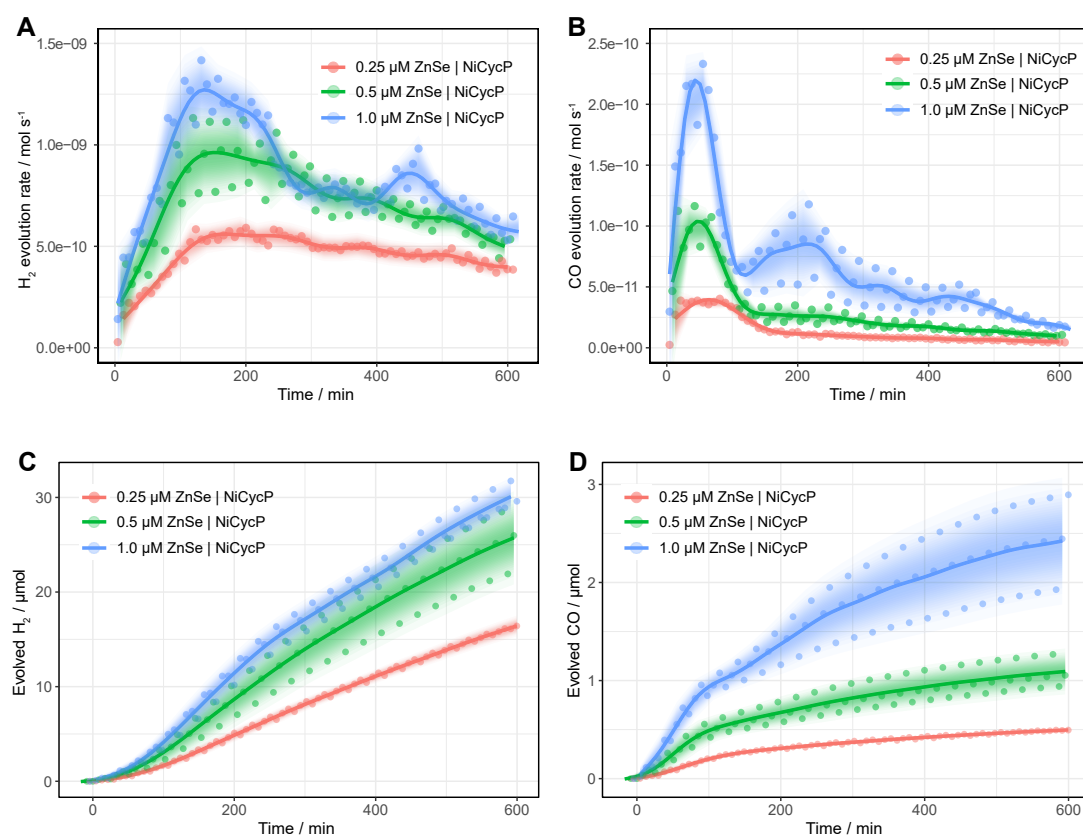 A
H₂ evolution rate / mol s⁻¹
1.5e−09
1.0e−09
5.0e−10
0.0e+00
0.25 µM ZnSe | NiCycP
0.5 µM ZnSe | NiCycP
1.0 µM ZnSe | NiCycP
0 200 400 600
Time / min
B
CO evolution rate / mol s⁻¹
2.5e−10
2.0e−10
1.5e−10
1.0e−10
5.0e−11
0.0e+00
0.25 µM ZnSe | NiCycP
0.5 µM ZnSe | NiCycP
1.0 µM ZnSe | NiCycP
0 200 400 600
Time / min
C
Evolved H₂ / µmol
30
20
10
0
0.25 µM ZnSe | NiCycP
0.5 µM ZnSe | NiCycP
1.0 µM ZnSe | NiCycP
0 200 400 600
Time / min
D
Evolved CO / µmol
3
2
1
0
0.25 µM ZnSe | NiCycP
0.5 µM ZnSe | NiCycP
1.0 µM ZnSe | NiCycP
0 200 400 600
Time / min